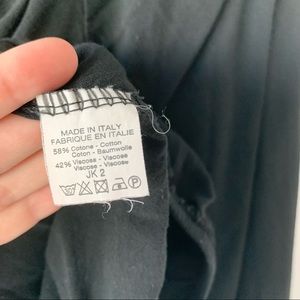 MADE IN ITALY
FABRIQUE EN ITALIE
58% Cotone - Cotton
Coton - Baumwolle
42% Viscosa - Viscose
Viscose - Viscose
JK 2